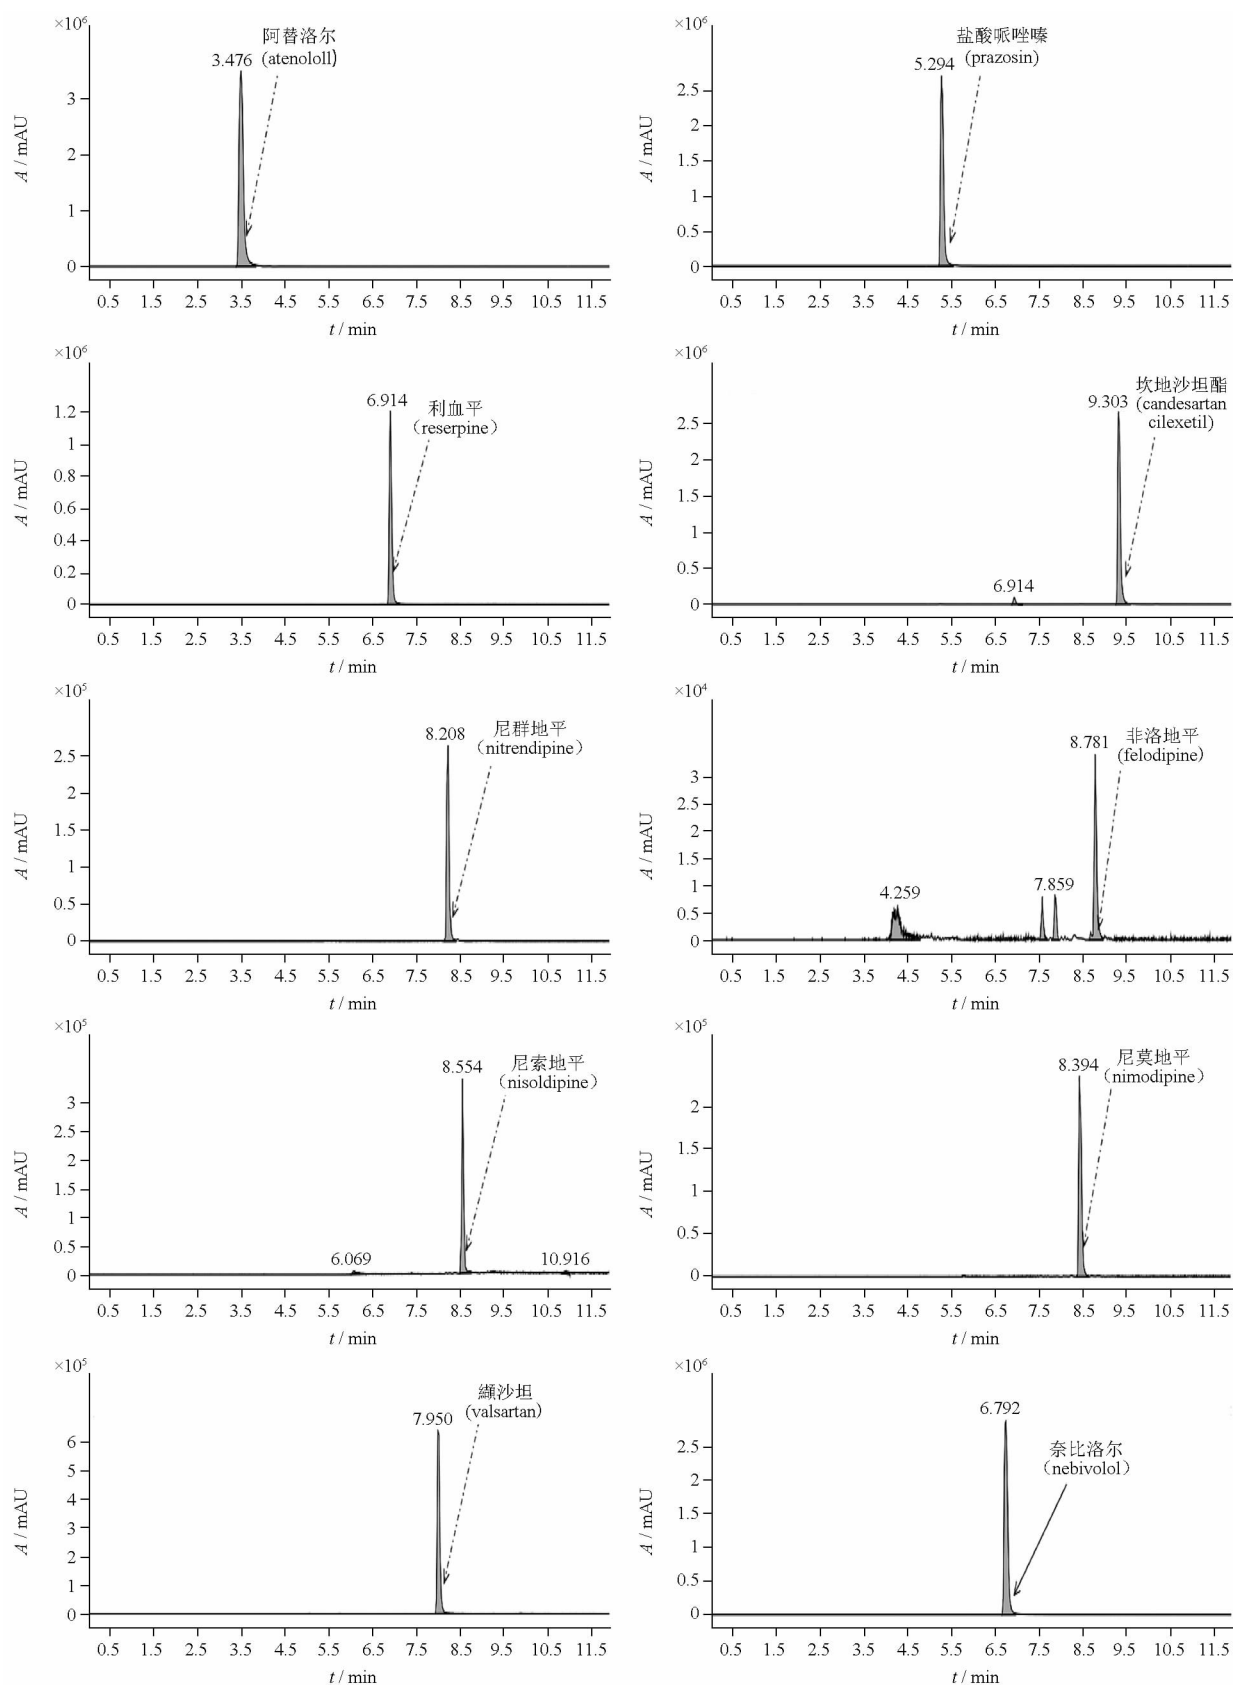 ×10⁶
阿替洛尔
(atenololl)
3.476
3
2
1
0
A / mAU
0.5 1.5 2.5 3.5 4.5 5.5 6.5 7.5 8.5 9.5 10.5 11.5
t / min
×10⁶
盐酸哌唑嗪
(prazosin)
5.294
2.5
2
1.5
1
0.5
0
A / mAU
0.5 1.5 2.5 3.5 4.5 5.5 6.5 7.5 8.5 9.5 10.5 11.5
t / min
×10⁶
6.914
利血平
（reserpine）
1.2
1
0.8
0.6
0.4
0.2
0
A / mAU
0.5 1.5 2.5 3.5 4.5 5.5 6.5 7.5 8.5 9.5 10.5 11.5
t / min
×10⁶
坎地沙坦酯
(candesartan
cilexetil)
9.303
6.914
2.5
2
1.5
1
0.5
0
A / mAU
0.5 1.5 2.5 3.5 4.5 5.5 6.5 7.5 8.5 9.5 10.5 11.5
t / min
×10⁵
8.208
尼群地平
(nitrendipine）
2.5
2
1.5
1
0.5
0
A / mAU
0.5 1.5 2.5 3.5 4.5 5.5 6.5 7.5 8.5 9.5 10.5 11.5
t / min
×10⁴
8.781
非洛地平
(felodipine)
4.259
7.859
3
2.5
2
1.5
1
0.5
0
A / mAU
0.5 1.5 2.5 3.5 4.5 5.5 6.5 7.5 8.5 9.5 10.5 11.5
t / min
×10⁵
8.554
尼索地平
（nisoldipine）
6.069
10.916
3
2.5
2
1.5
1
0.5
0
A / mAU
0.5 1.5 2.5 3.5 4.5 5.5 6.5 7.5 8.5 9.5 10.5 11.5
t / min
×10⁵
8.394
尼莫地平
（nimodipine）
2
1.5
1
0.5
0
A / mAU
0.5 1.5 2.5 3.5 4.5 5.5 6.5 7.5 8.5 9.5 10.5 11.5
t / min
×10⁵
7.950
纈沙坦
(valsartan)
6
5
4
3
2
1
0
A / mAU
0.5 1.5 2.5 3.5 4.5 5.5 6.5 7.5 8.5 9.5 10.5 11.5
t / min
×10⁶
6.792
奈比洛尔
（nebivolol）
2.5
2
1.5
1
0.5
0
A / mAU
0.5 1.5 2.5 3.5 4.5 5.5 6.5 7.5 8.5 9.5 10.5 11.5
t / min